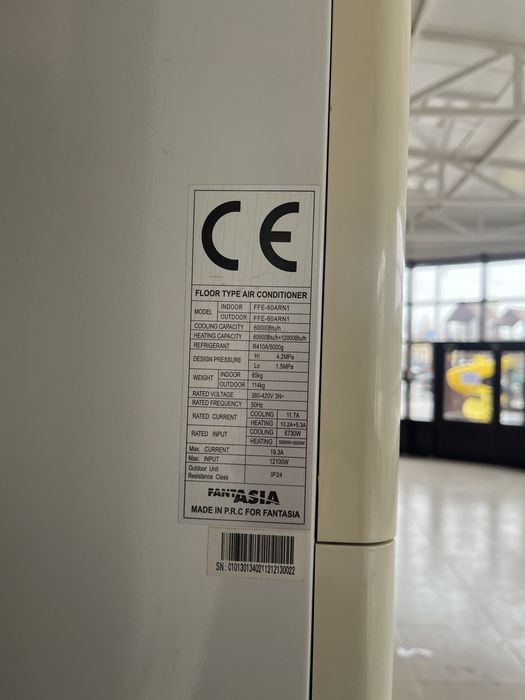 CE
FLOOR TYPE AIR CONDITIONER
MODEL INDOOR FFE-60ARN1
OUTDOOR FFE-60ARN1
COOLING CAPACITY 60000Btu/h
HEATING CAPACITY 60500Btu/h+12000Btu/h
REFRIGERANT R410A/5000g
DESIGN PRESSURE Hi 4.2MPa
Lo 1.5MPa
WEIGHT INDOOR 65kg
OUTDOOR 114kg
RATED VOLTAGE 380-420V 3N~
RATED FREQUENCY 50Hz
RATED CURRENT COOLING 11.7A
HEATING 10.2A+5.3A
RATED INPUT COOLING 6730W
HEATING
Max. CURRENT 19.3A
Max. INPUT 12100W
Outdoor Unit
Resistance Class IP24
FANTASIA
MADE IN P.R.C FOR FANTASIA
SN: C101301340211212130022